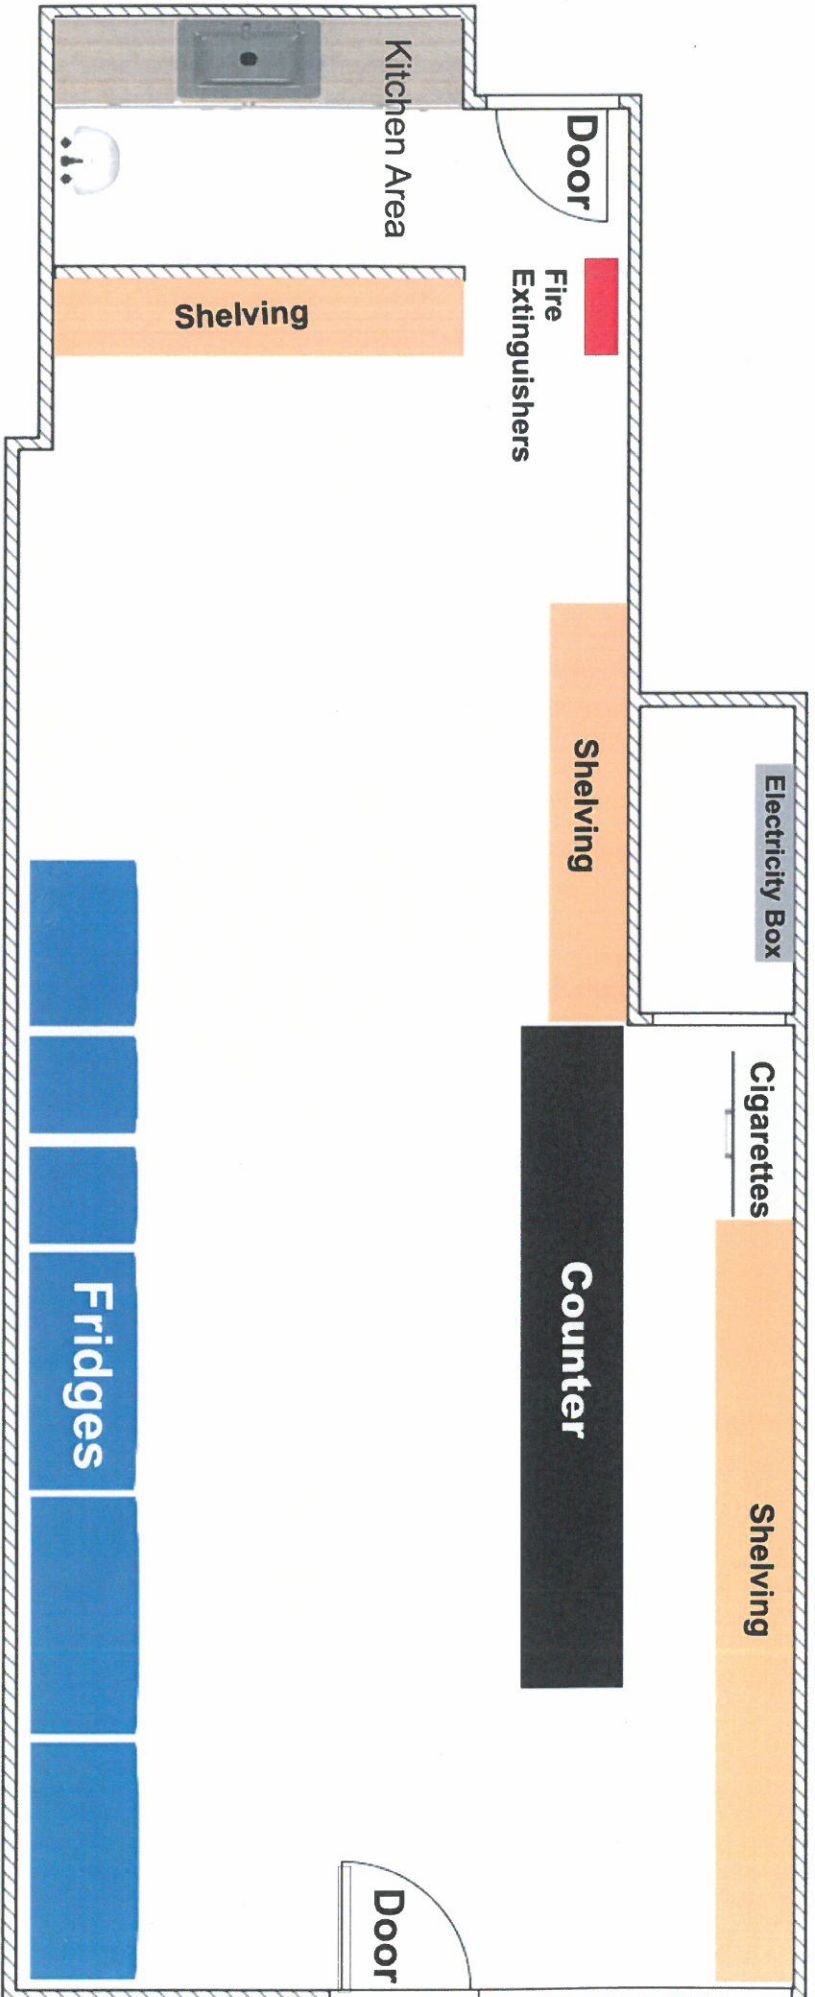 Kitchen Area
Door
Fire
Extinguishers
Shelving
Shelving
Electricity Box
Cigarettes
Counter
Shelving
Fridges
Door